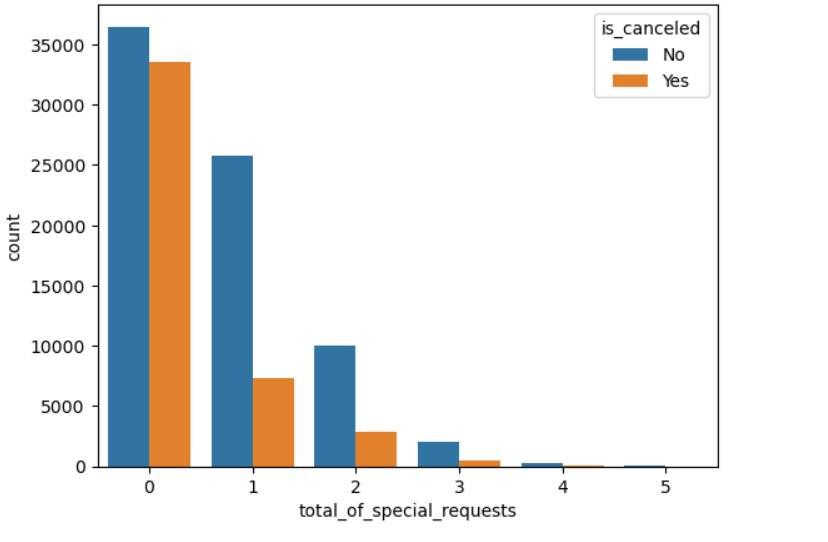 is_canceled
No
Yes
35000
30000
25000
20000
15000
10000
5000
0
count
0 1 2 3 4 5
total_of_special_requests